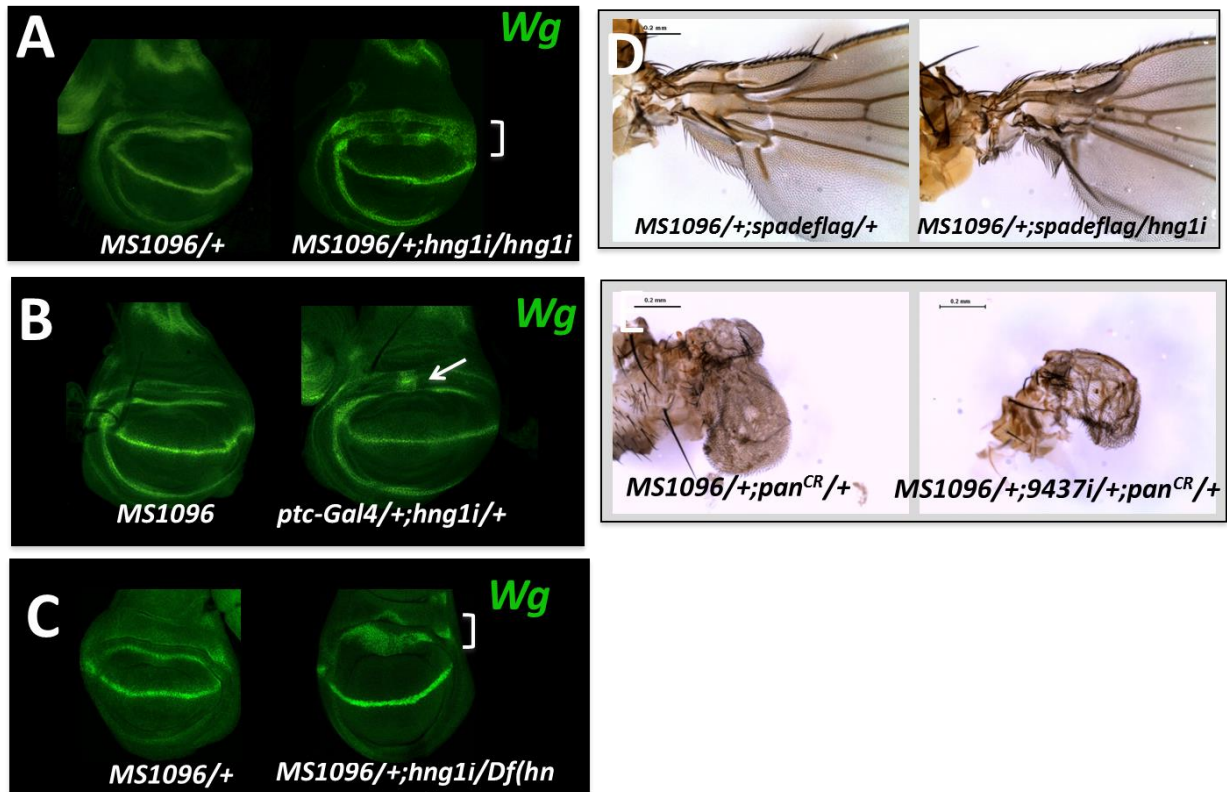 A
Wg
MS1096/+
MS1096/+;hng1i/hng1i
B
Wg
MS1096
ptc-Gal4/+;hng1i/+
C
Wg
MS1096/+
MS1096/+;hng1i/Df(hn
D
0.2 mm
MS1096/+;spadeflag/+
MS1096/+;spadeflag/hng1i
E
0.2 mm
0.2 mm
MS1096/+;pan^CR/+
MS1096/+;9437i/+;pan^CR/+